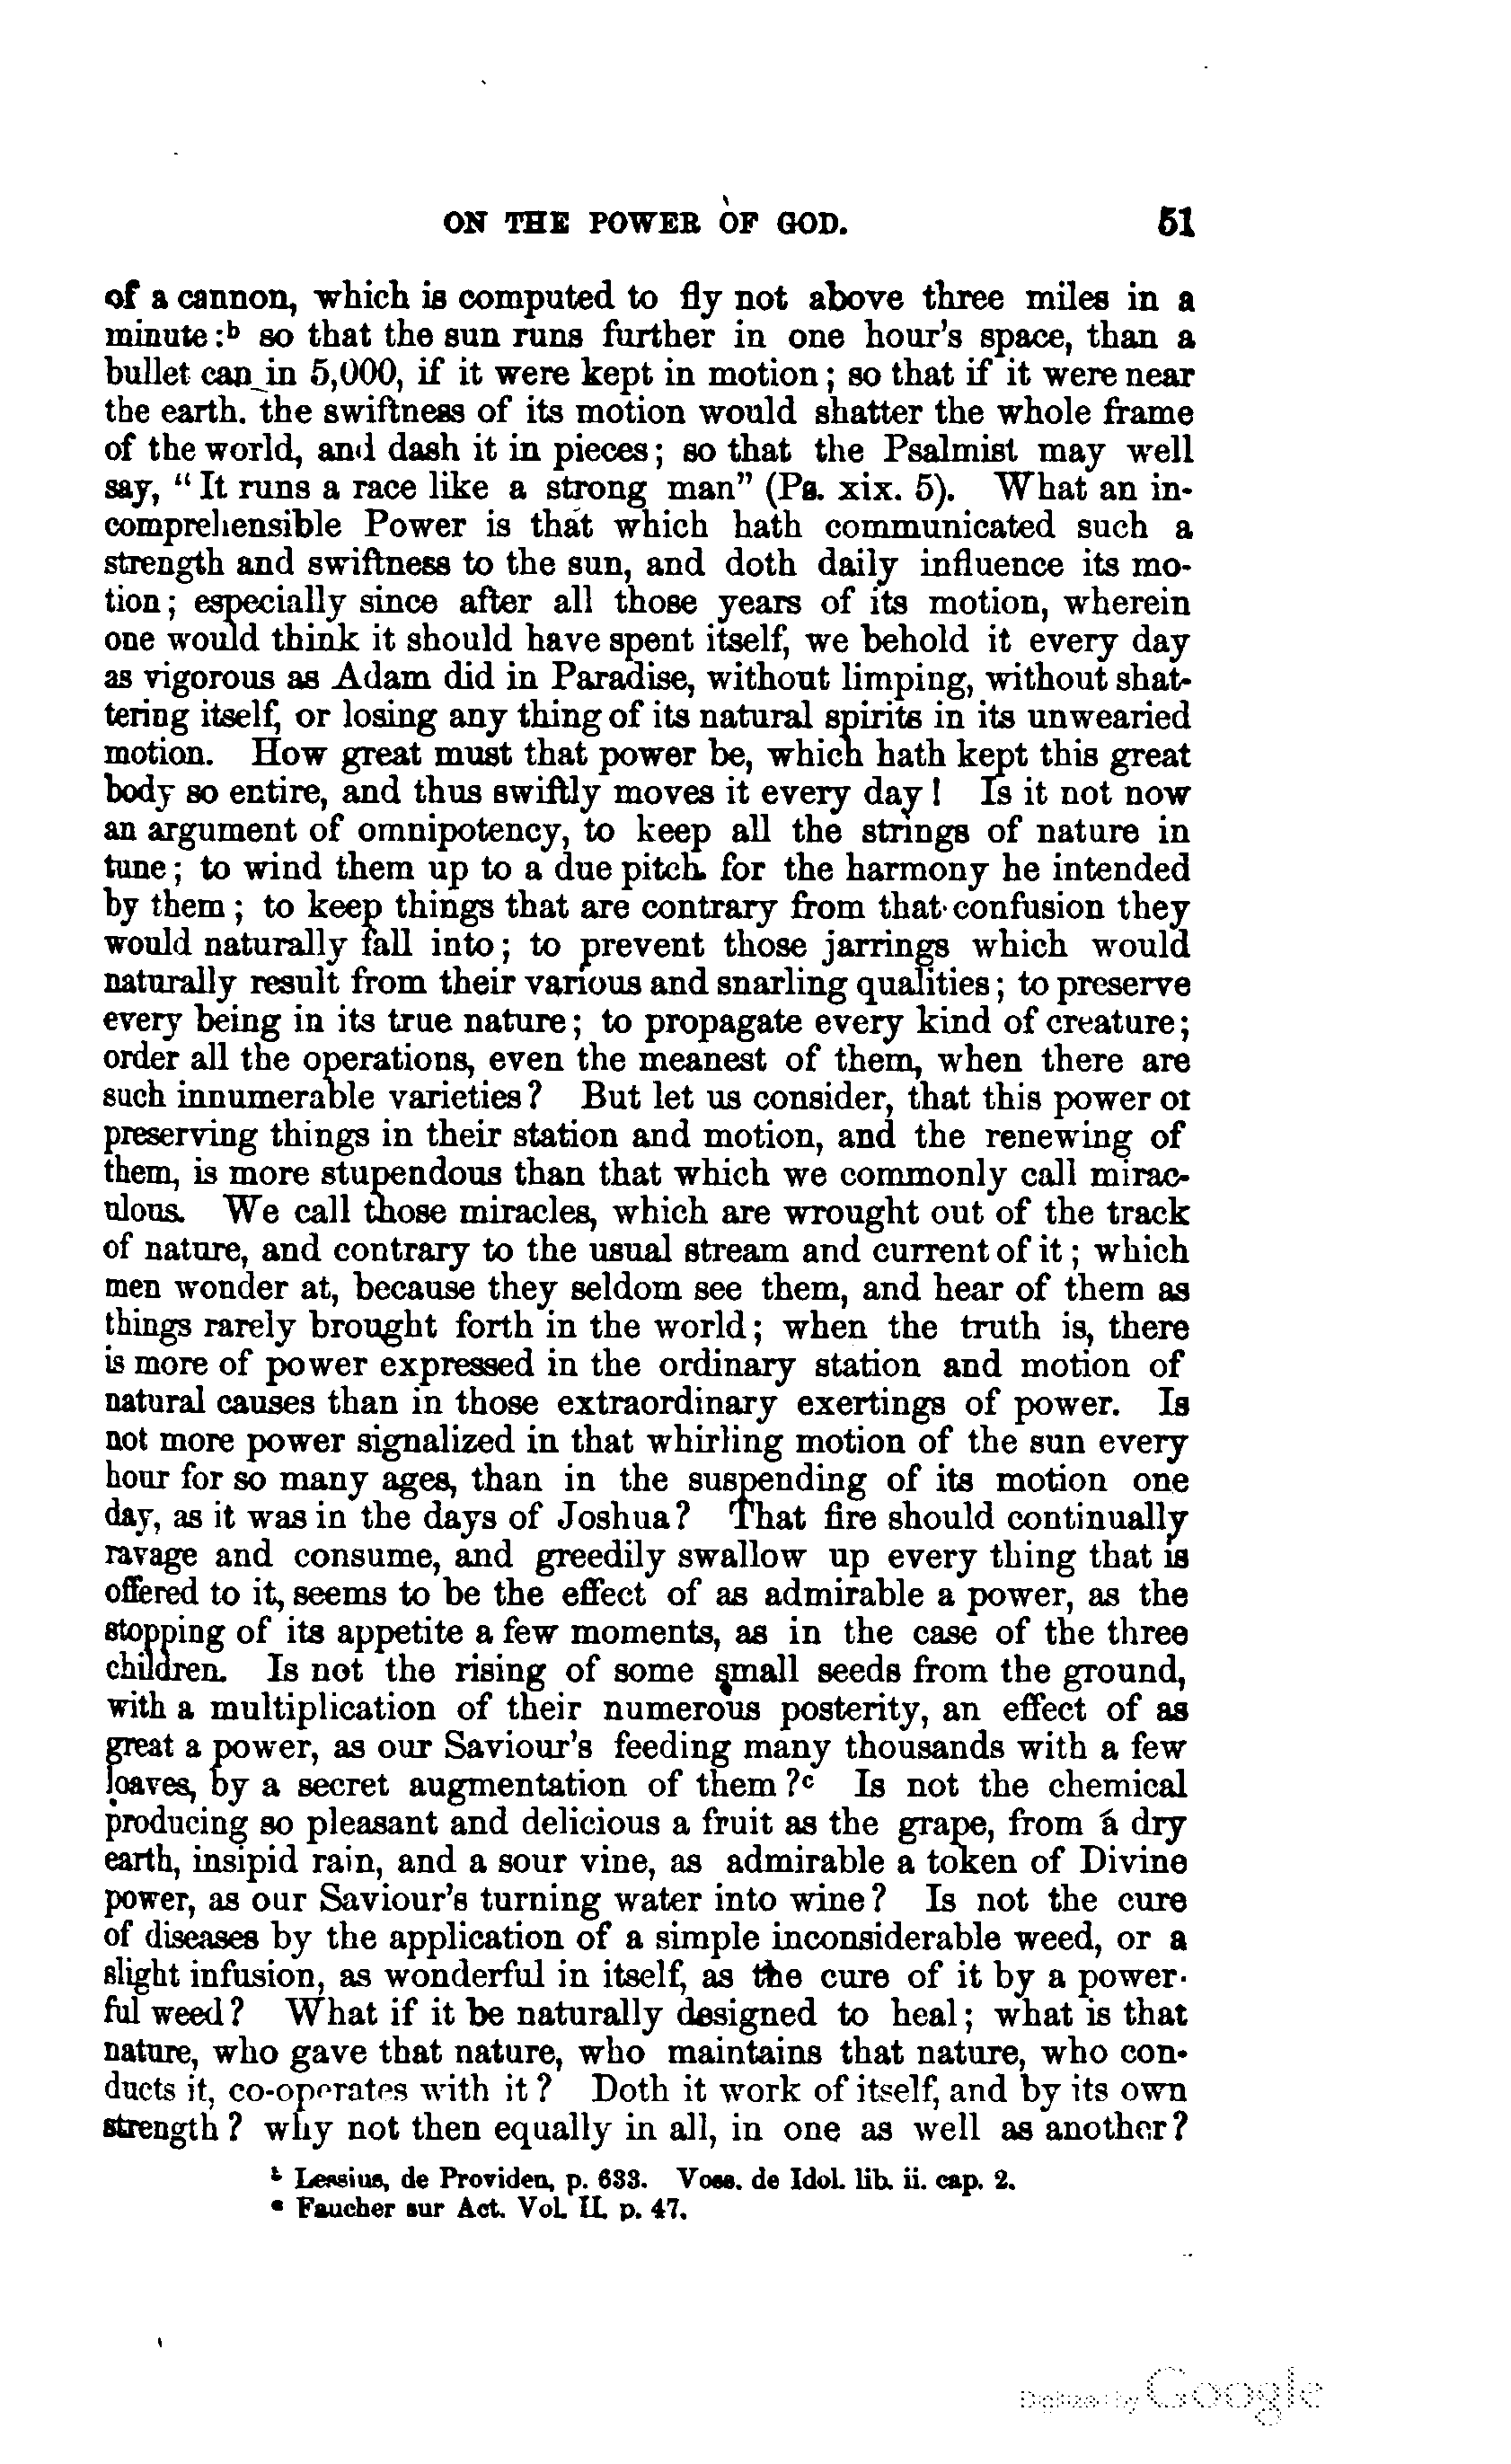 ON THE POWER OF GOD. 51
of a cannon, which is computed to fly not above three miles in a
minute :b so that the sun runs further in one hour's space, than a
bullet can in 5,000, if it were kept in motion; so that if it were near
the earth. the swiftness of its motion would shatter the whole frame
of the world, and dash it in pieces; so that the Psalmist may well
say, "It runs a race like a strong man" (Ps. xix. 5). What an in-
comprehensible Power is that which hath communicated such a
strength and swiftness to the sun, and doth daily influence its mo-
tion; especially since after all those years of its motion, wherein
one would think it should have spent itself, we behold it every day
as vigorous as Adam did in Paradise, without limping, without shat-
tering itself, or losing any thing of its natural spirits in its unwearied
motion. How great must that power be, which hath kept this great
body so entire, and thus swiftly moves it every day! Is it not now
an argument of omnipotency, to keep all the strings of nature in
tune; to wind them up to a due pitch for the harmony he intended
by them; to keep things that are contrary from that confusion they
would naturally fall into; to prevent those jarrings which would
naturally result from their various and snarling qualities; to preserve
every being in its true nature; to propagate every kind of creature;
order all the operations, even the meanest of them, when there are
such innumerable varieties? But let us consider, that this power of
preserving things in their station and motion, and the renewing of
them, is more stupendous than that which we commonly call mirac-
ulous. We call those miracles, which are wrought out of the track
of nature, and contrary to the usual stream and current of it; which
men wonder at, because they seldom see them, and hear of them as
things rarely brought forth in the world; when the truth is, there
is more of power expressed in the ordinary station and motion of
natural causes than in those extraordinary exertings of power. Is
not more power signalized in that whirling motion of the sun every
hour for so many ages, than in the suspending of its motion one
day, as it was in the days of Joshua? That fire should continually
ravage and consume, and greedily swallow up every thing that is
offered to it, seems to be the effect of as admirable a power, as the
stopping of its appetite a few moments, as in the case of the three
children. Is not the rising of some small seeds from the ground,
with a multiplication of their numerous posterity, an effect of as
great a power, as our Saviour's feeding many thousands with a few
loaves, by a secret augmentation of them?c Is not the chemical
producing so pleasant and delicious a fruit as the grape, from a dry
earth, insipid rain, and a sour vine, as admirable a token of Divine
power, as our Saviour's turning water into wine? Is not the cure
of diseases by the application of a simple inconsiderable weed, or a
slight infusion, as wonderful in itself, as the cure of it by a power-
ful weed? What if it be naturally designed to heal; what is that
nature, who gave that nature, who maintains that nature, who con-
ducts it, co-operates with it? Doth it work of itself, and by its own
strength? why not then equally in all, in one as well as another?
b Lessius, de Providen, p. 633. Voss. de Idol. lib. ii. cap. 2.
c Faucher sur Act. Vol. II. p. 47.
Digitized by Google